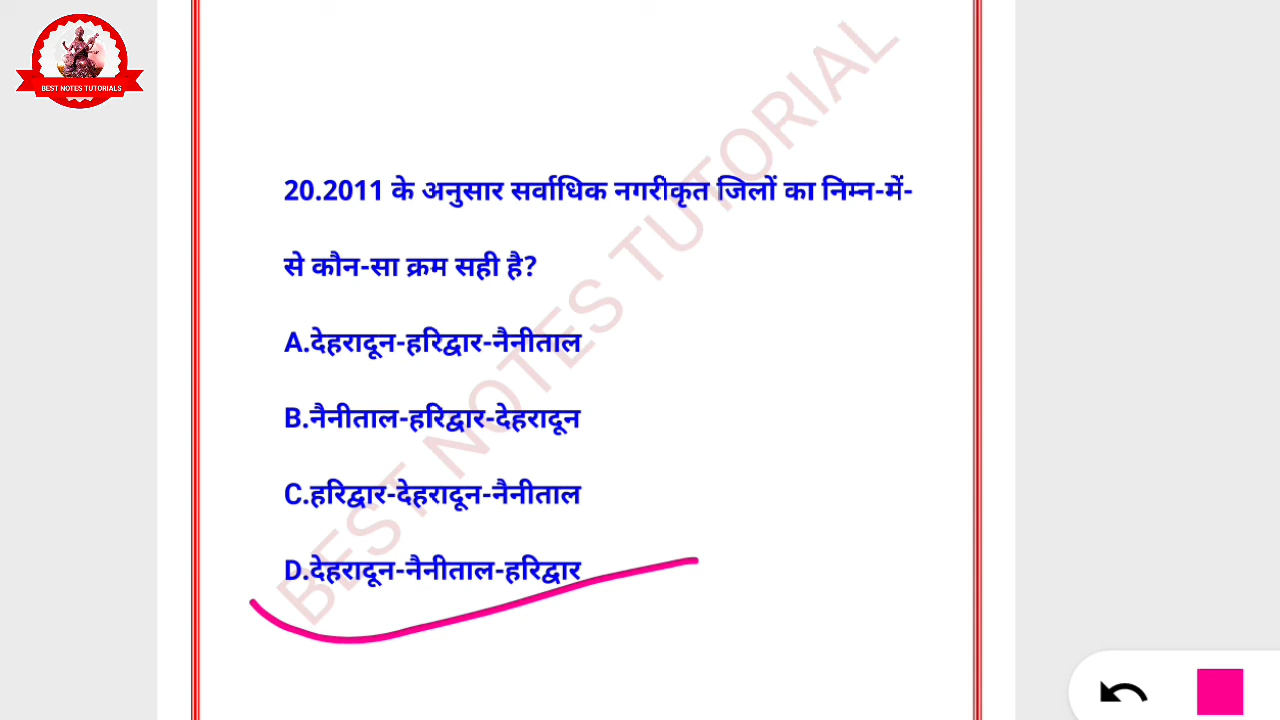 BEST NOTES TUTORIALS
BEST NOTES TUTORIAL
20.2011 के अनुसार सर्वाधिक नगरीकृत जिलों का निम्न-में-
से कौन-सा क्रम सही है?
A.देहरादून-हरिद्वार-नैनीताल
B.नैनीताल-हरिद्वार-देहरादून
C.हरिद्वार-देहरादून-नैनीताल
D.देहरादून-नैनीताल-हरिद्वार